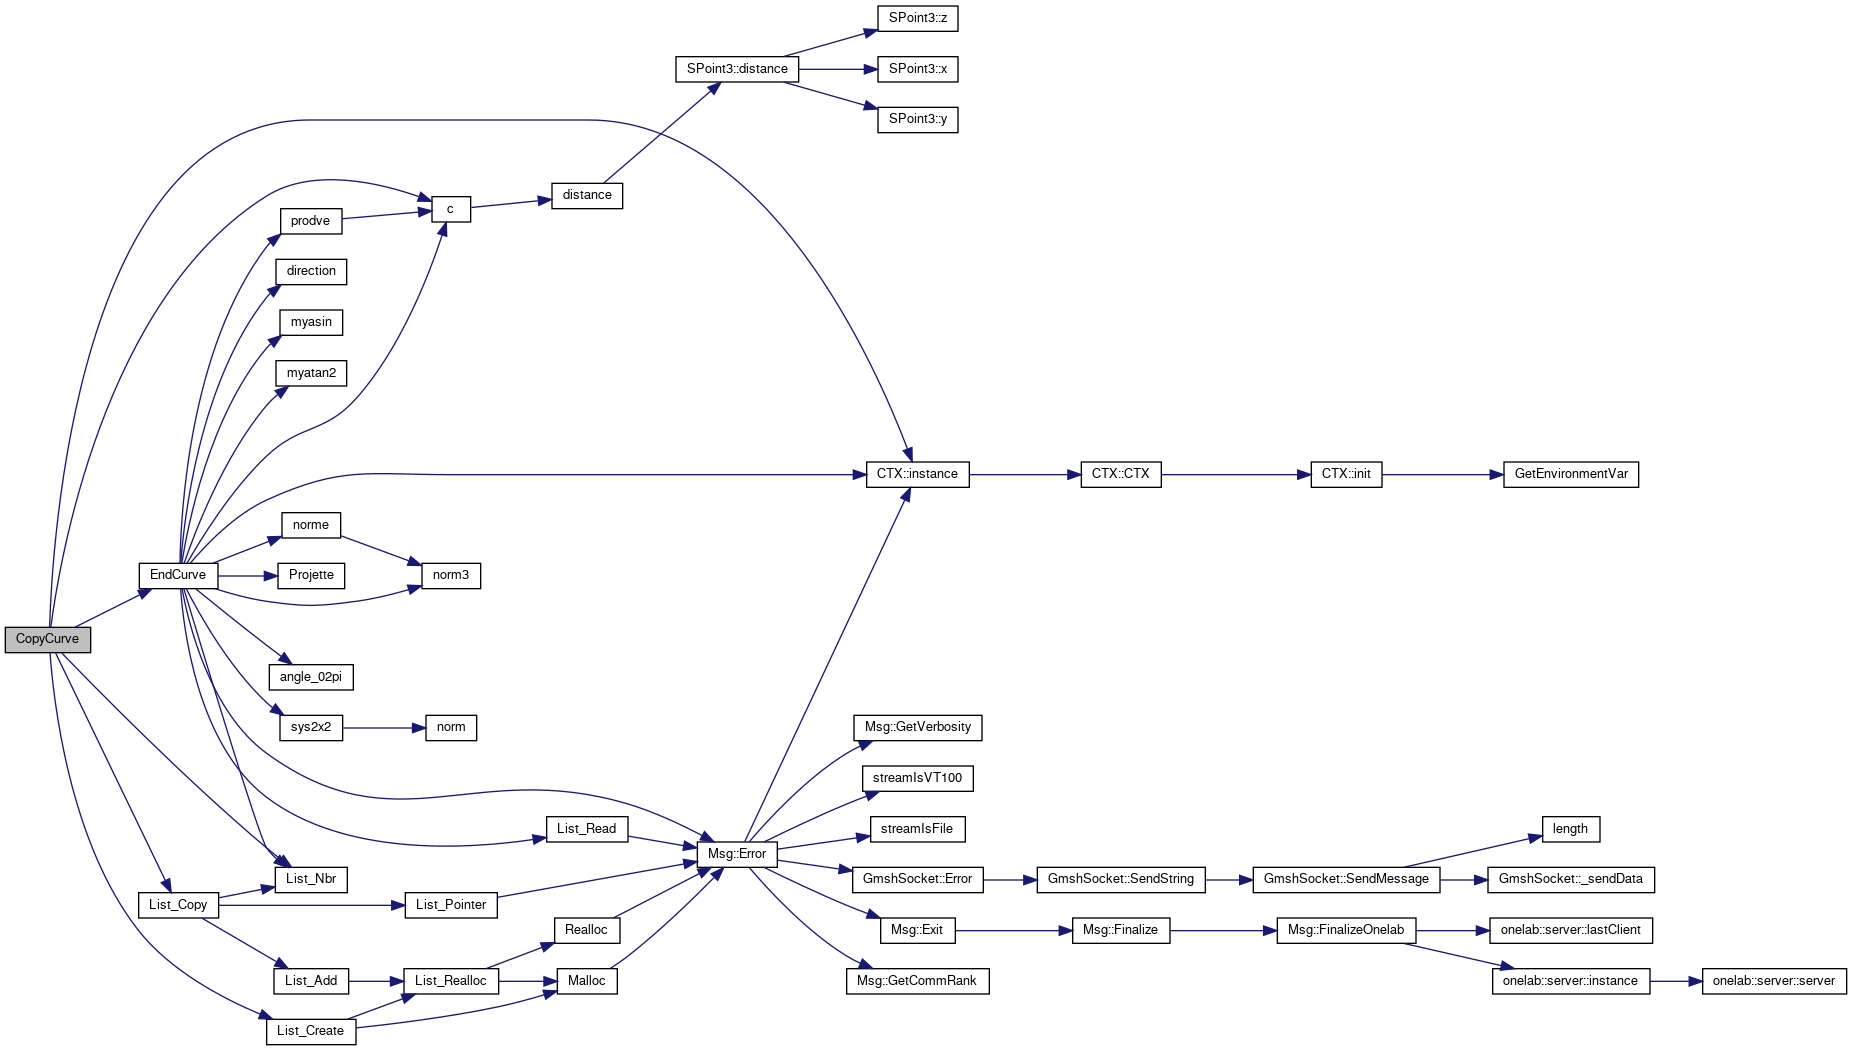 SPoint3::z
SPoint3::distance
SPoint3::x
SPoint3::y
distance
c
prodve
direction
myasin
myatan2
CTX::instance
CTX::CTX
CTX::init
GetEnvironmentVar
norme
EndCurve
Projette
norm3
CopyCurve
angle_02pi
sys2x2
norm
Msg::GetVerbosity
streamIsVT100
List_Read
streamIsFile
Msg::Error
length
List_Nbr
GmshSocket::Error
GmshSocket::SendString
GmshSocket::SendMessage
GmshSocket::_sendData
List_Copy
List_Pointer
Realloc
Msg::Exit
Msg::Finalize
Msg::FinalizeOnelab
onelab::server::lastClient
List_Add
List_Realloc
Malloc
Msg::GetCommRank
onelab::server::instance
onelab::server::server
List_Create